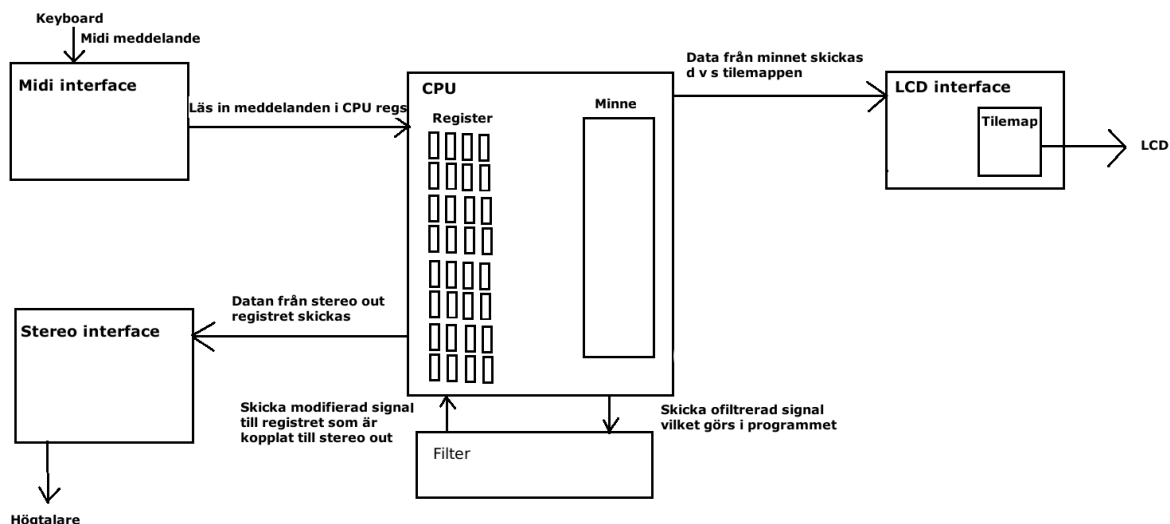 Keyboard
Midi meddelande
Midi interface
Läs in meddelanden i CPU regs
CPU
Register
Minne
Data från minnet skickas
d v s tilemappen
LCD interface
Tilemap
LCD
Datan från stereo out
registret skickas
Stereo interface
Högtalare
Skicka modifierad signal
till registret som är
kopplat till stereo out
Skicka ofiltrerad signal
vilket görs i programmet
Filter